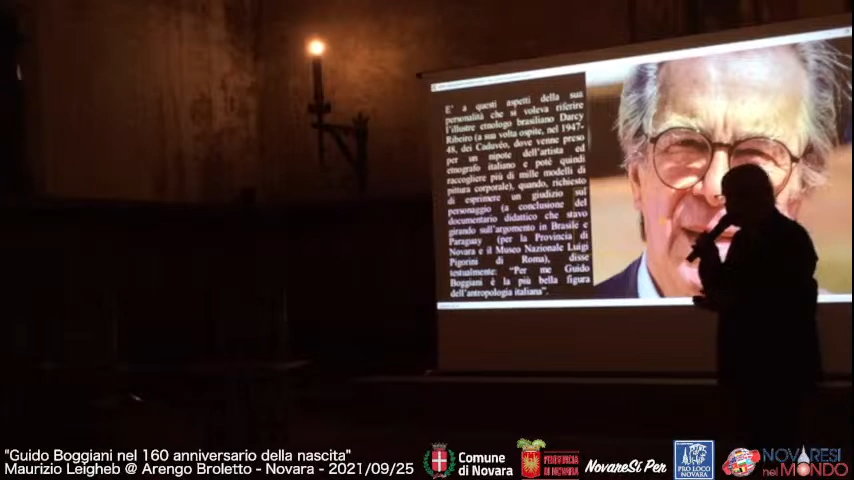 E' a questi aspetti della sua
personalità che si voleva riferire
l'illustre etnologo brasiliano Darcy
Ribeiro (a sua volta ospite, nel 1947-
48, dei Caduvéo, dove venne preso
per un nipote dell'artista ed
etnografo italiano e poté quindi
raccogliere più di mille modelli di
pittura corporale), quando, richiesto
di esprimere un giudizio sul
personaggio (a conclusione del
documentario didattico che stavo
girando sull'argomento in Brasile e
Paraguay (per la Provincia di
Novara e il Museo Nazionale Luigi
Pigorini di Roma), disse
testualmente: "Per me Guido
Boggiani è la più bella figura
dell'antropologia italiana".
"Guido Boggiani nel 160 anniversario della nascita"
Maurizio Leigheb @ Arengo Broletto - Novara - 2021/09/25
Comune
di Novara
PROVINCIA
DI NOVARA
NovareSi Per
PRO LOCO
NOVARA
NOVARESI
nel MONDO